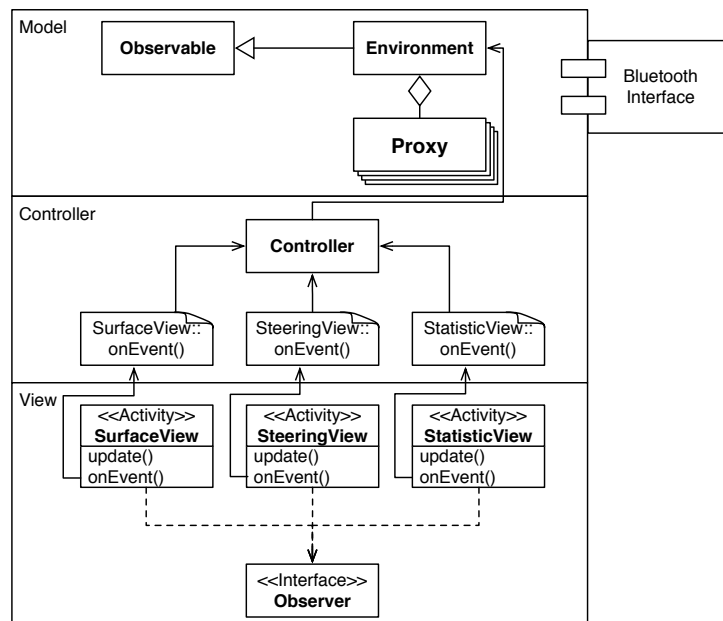 Model
Observable
Environment
Proxy
Bluetooth
Interface
Controller
Controller
SurfaceView::
onEvent()
SteeringView::
onEvent()
StatisticView::
onEvent()
View
<<Activity>>
SurfaceView
update()
onEvent()
<<Activity>>
SteeringView
update()
onEvent()
<<Activity>>
StatisticView
update()
onEvent()
<<Interface>>
Observer